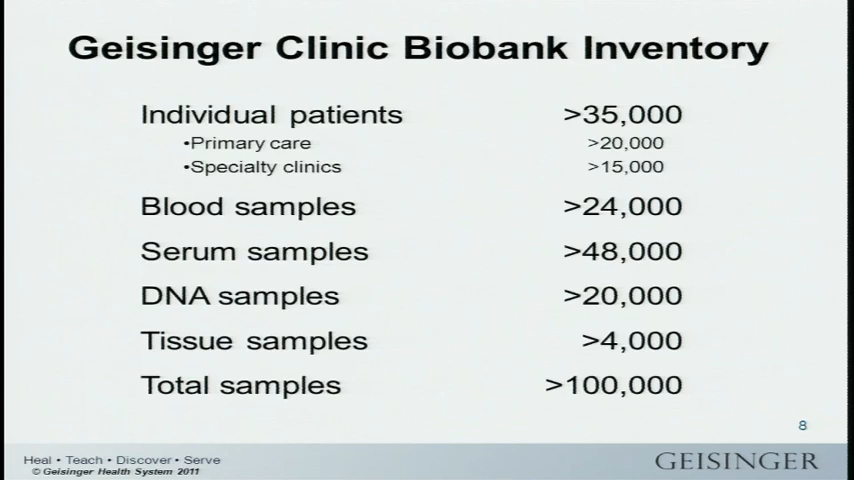 Geisinger Clinic Biobank Inventory
Individual patients >35,000
•Primary care >20,000
•Specialty clinics >15,000
Blood samples >24,000
Serum samples >48,000
DNA samples >20,000
Tissue samples >4,000
Total samples >100,000
8
Heal • Teach • Discover • Serve
© Geisinger Health System 2011
GEISINGER